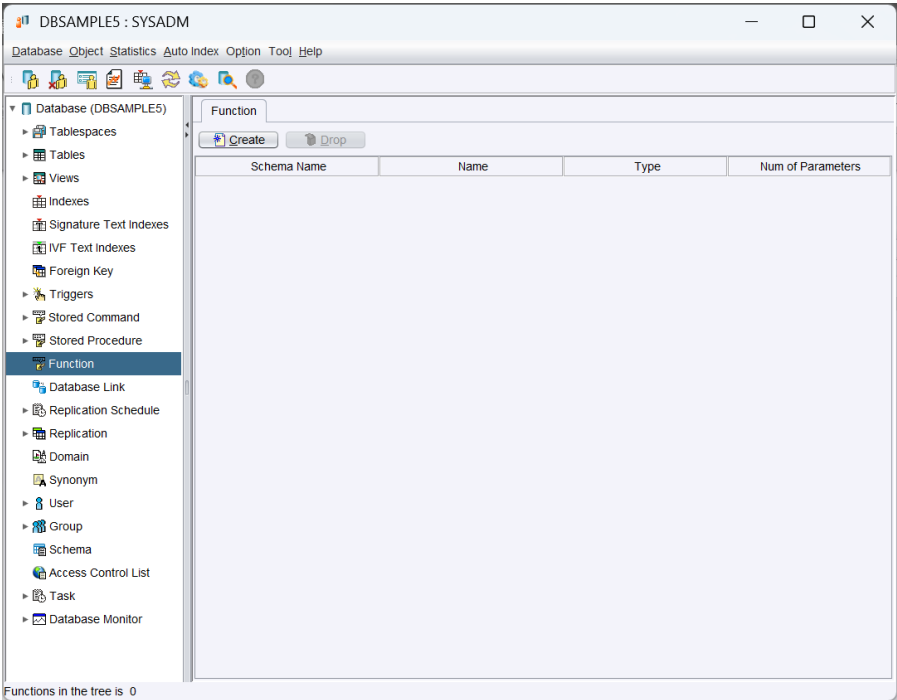 DBSAMPLE5 : SYSADM
Database Object Statistics Auto Index Option Tool Help
Database (DBSAMPLE5)
Tablespaces
Tables
Views
Indexes
Signature Text Indexes
IVF Text Indexes
Foreign Key
Triggers
Stored Command
Stored Procedure
Function
Database Link
Replication Schedule
Replication
Domain
Synonym
User
Group
Schema
Access Control List
Task
Database Monitor
Function
Create Drop
Schema Name Name Type Num of Parameters
Functions in the tree is 0